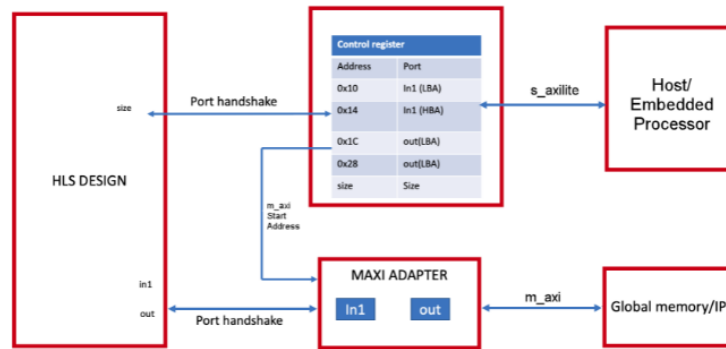 Control register
Address Port
0x10 In1 (LBA)
0x14 In1 (HBA)
0x1C out(LBA)
0x28 out(LBA)
size Size
size
Port handshake
s_axilite
Host/
Embedded
Processor
HLS DESIGN
m_axi
Start
Address
MAXI ADAPTER
In1 out
in1
out
Port handshake
m_axi
Global memory/IP